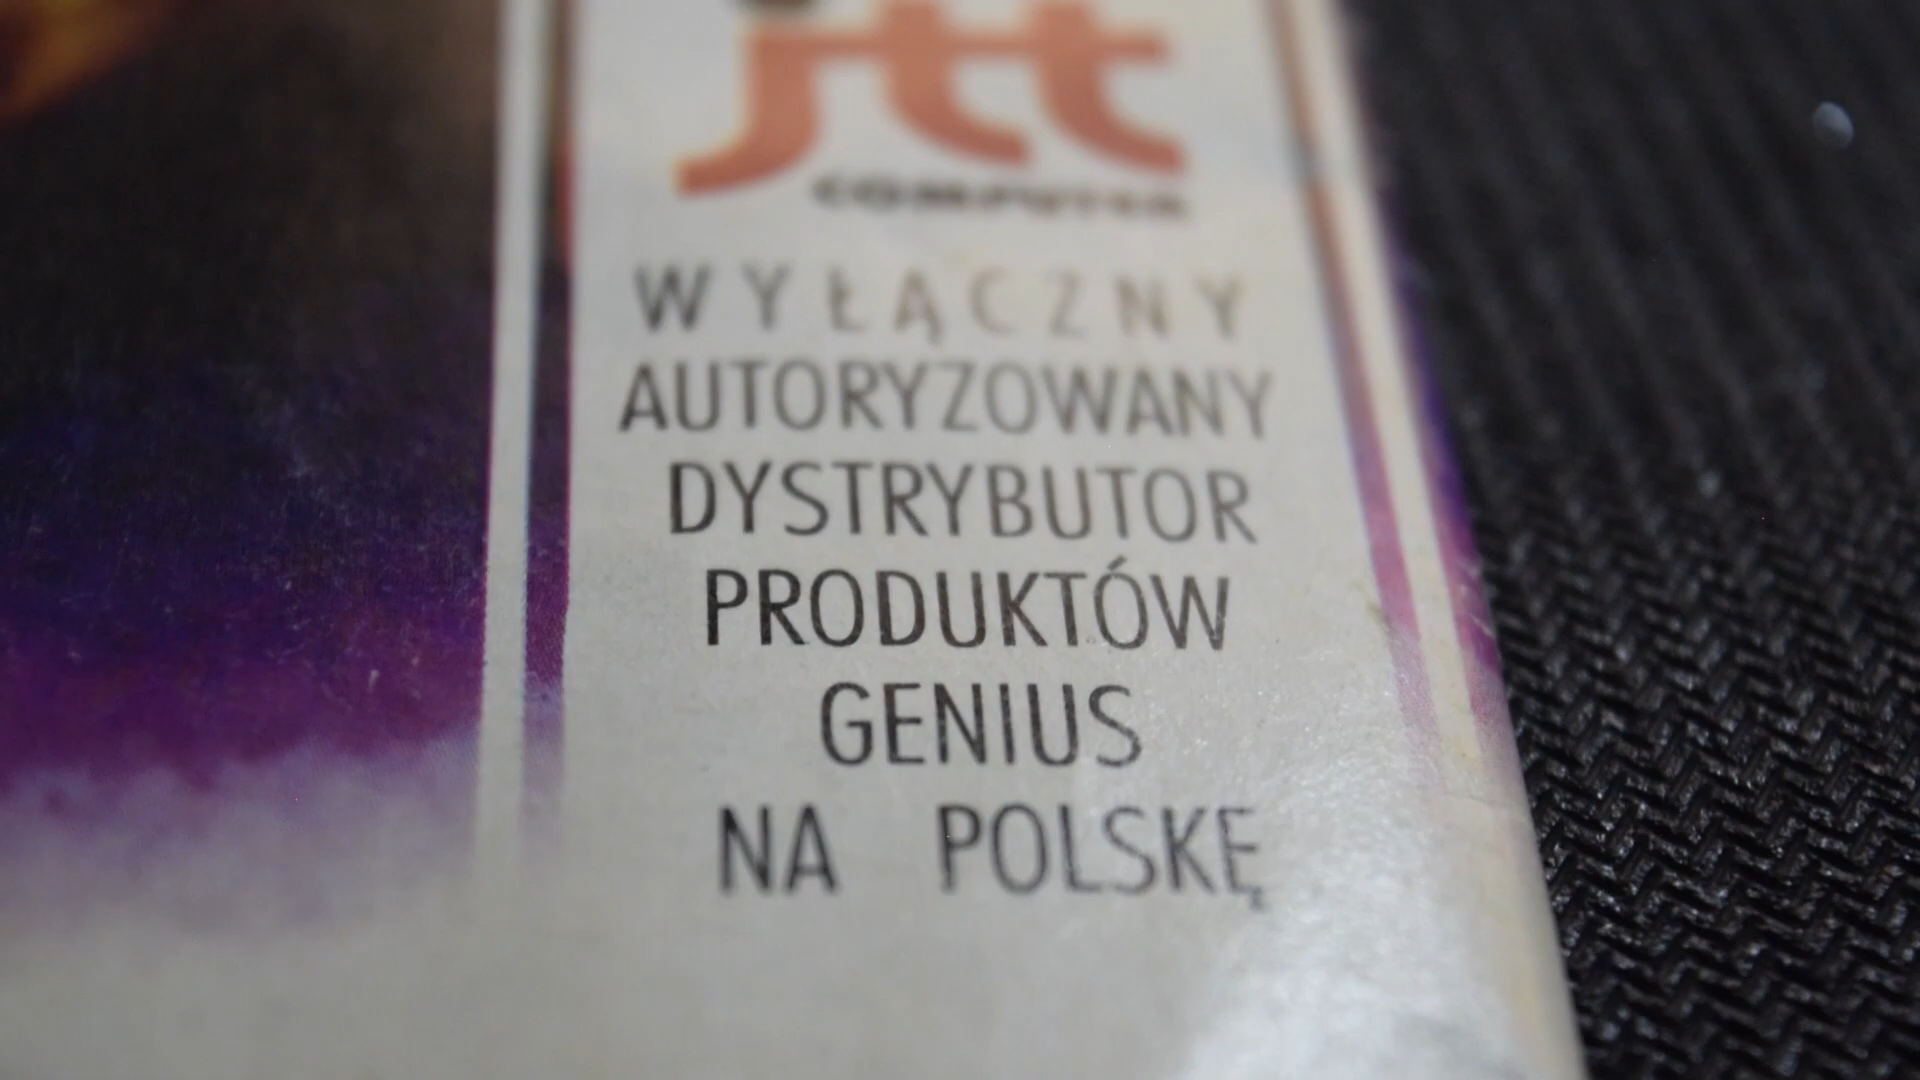 jtt
COMPUTER
WYŁĄCZNY
AUTORYZOWANY
DYSTRYBUTOR
PRODUKTÓW
GENIUS
NA POLSKĘ